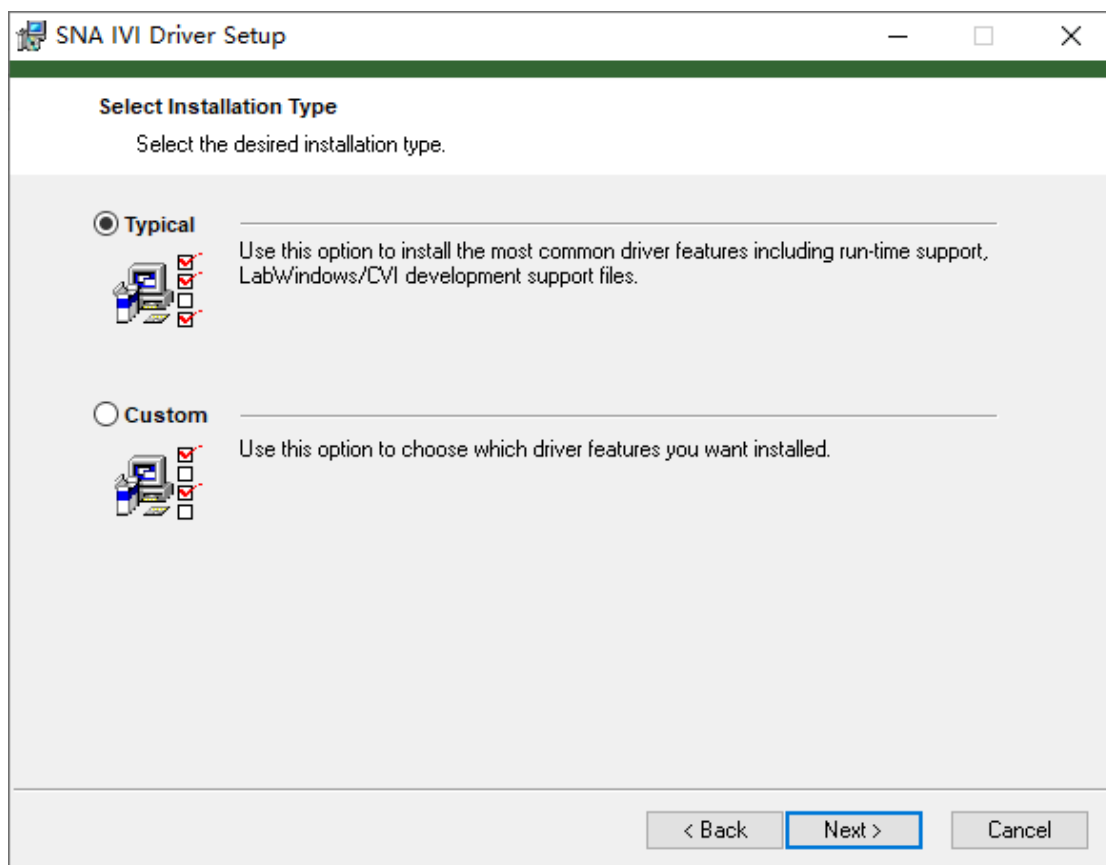 SNA IVI Driver Setup
Select Installation Type
Select the desired installation type.
Typical
Use this option to install the most common driver features including run-time support,
LabWindows/CVI development support files.
Custom
Use this option to choose which driver features you want installed.
< Back
Next >
Cancel